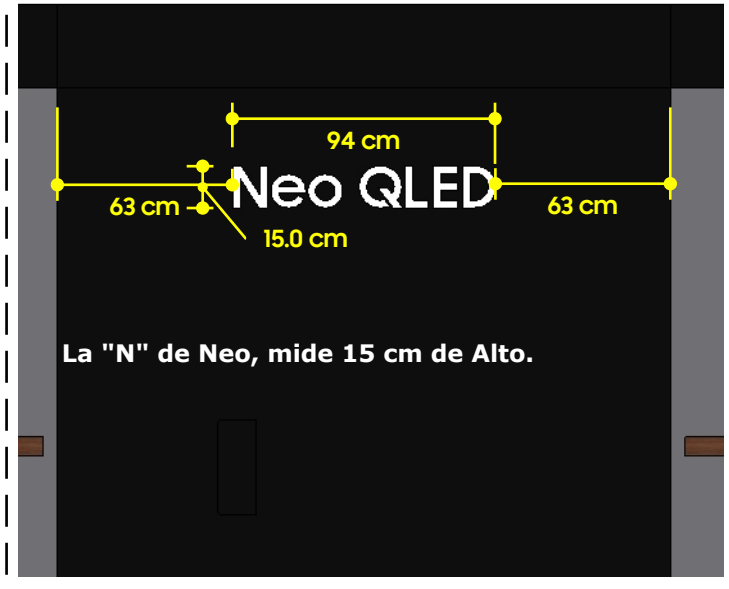 94 cm
Neo QLED
63 cm
63 cm
15.0 cm
La "N" de Neo, mide 15 cm de Alto.